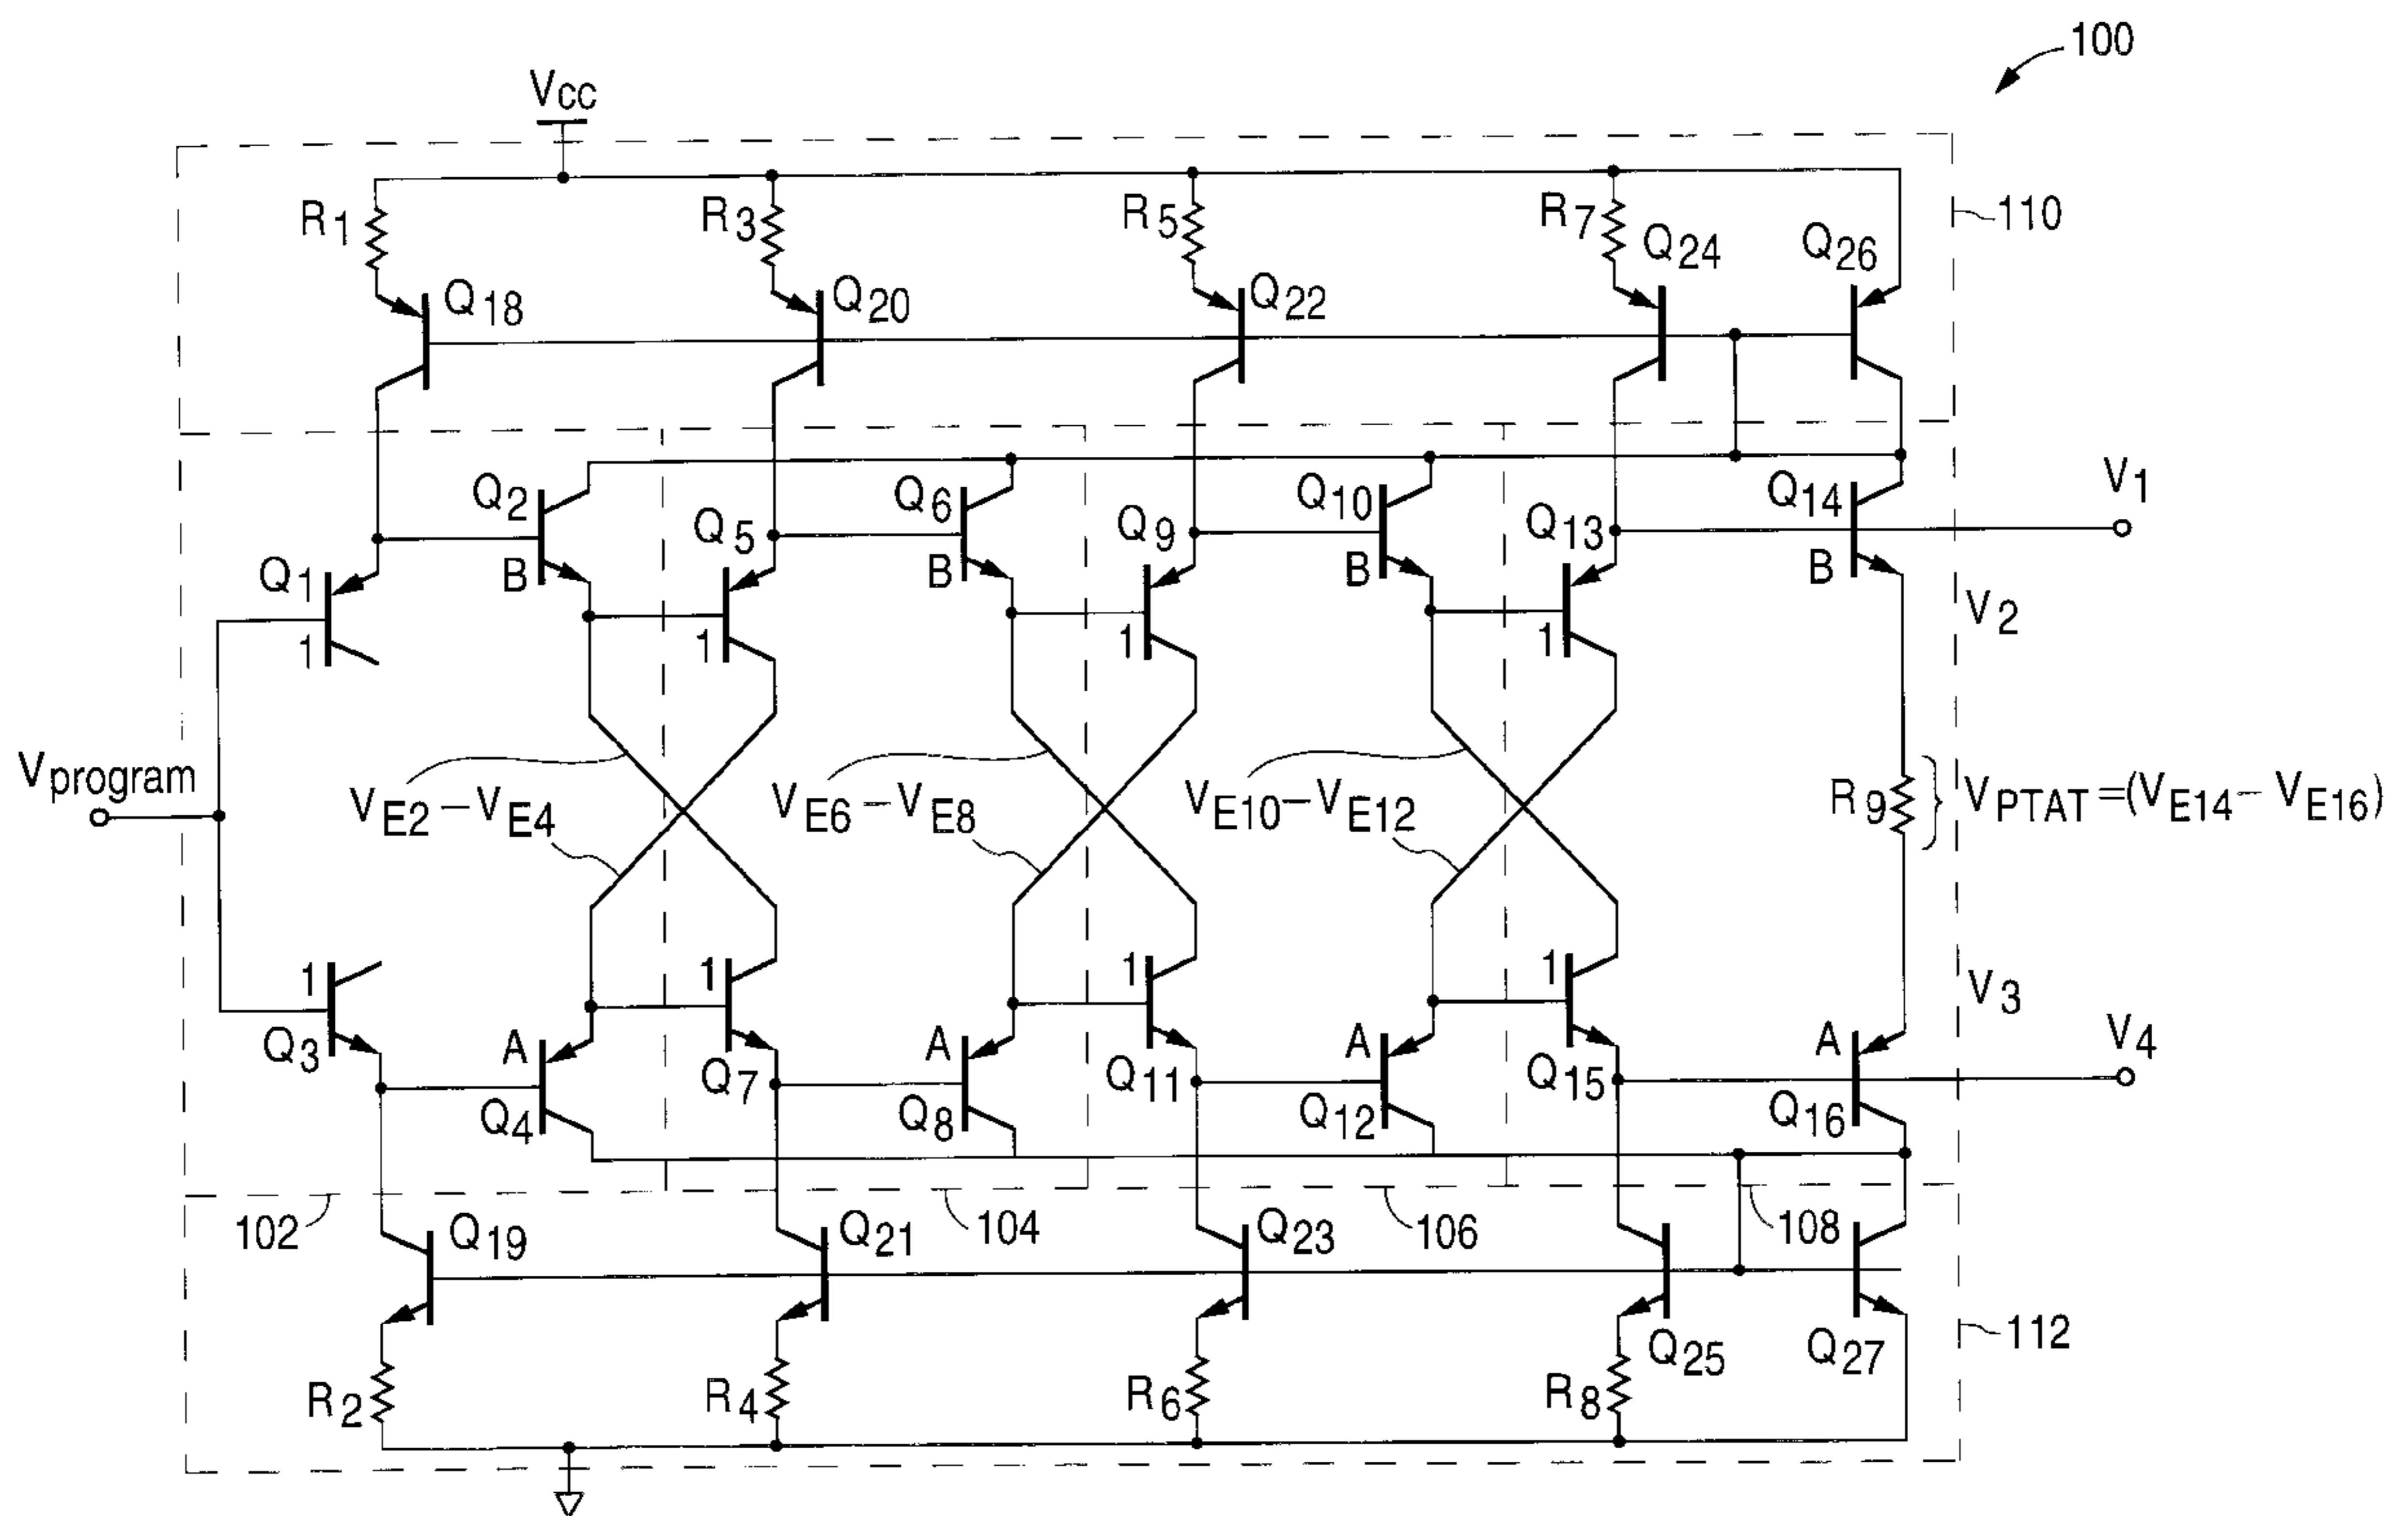 100
Vcc
110
R1
R3
R5
R7
Q24
Q26
Q18
Q20
Q22
Q2
Q6
Q10
Q14
V1
Q5
Q9
Q13
Q1
B
B
B
B
V2
1
1
1
1
Vprogram
VE2 – VE4
VE6 – VE8
VE10 – VE12
R9
VPTAT = (VE14 – VE16)
1
1
1
1
V3
Q3
A
A
A
A
V4
Q7
Q11
Q15
Q4
Q8
Q12
Q16
102
Q19
104
Q21
106
Q23
108
112
Q25
Q27
R2
R4
R6
R8